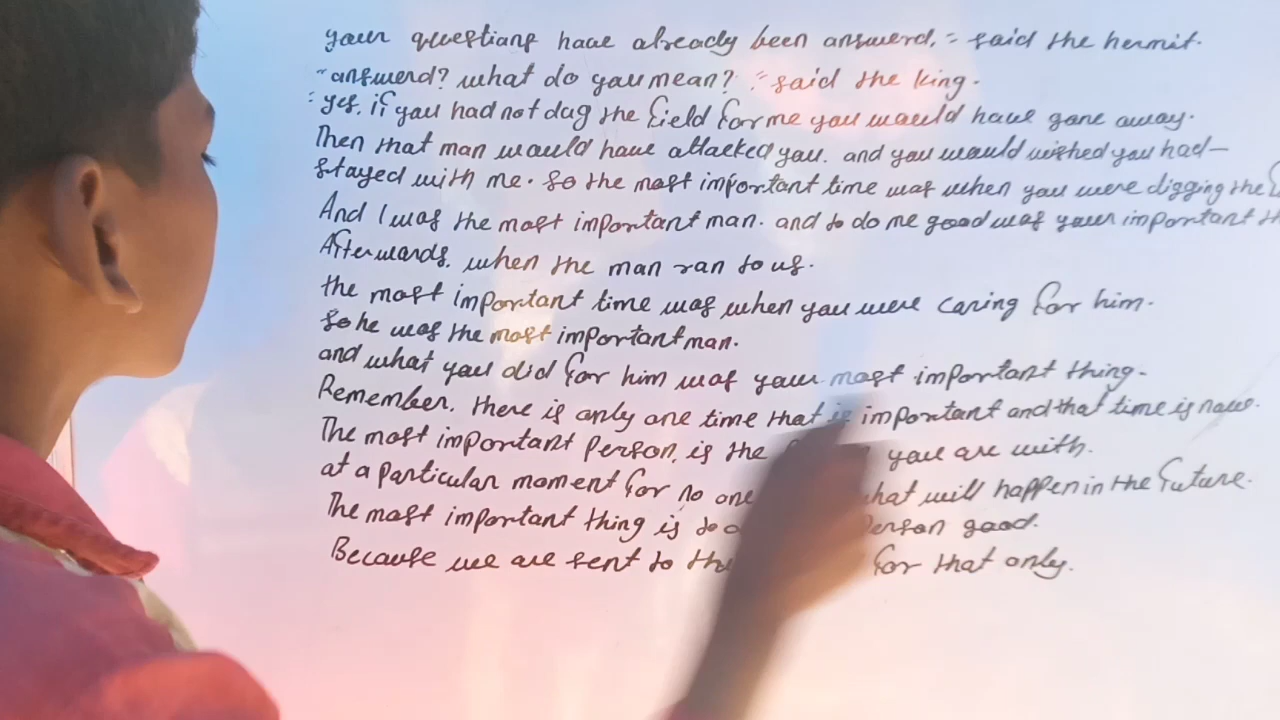 your questions have already been answerd," said the hermit.
"answerd? what do you mean?" said the king.
"yes, if you had not dug the field for me you would have gone away.
Then that man would have attacked you. and you would wished you had—
stayed with me. so the most important time was when you were digging the
And I was the most important man. and to do me good was your important
Afterwards. when the man ran to us.
the most important time was when you were caring for him.
so he was the most important man.
and what you did for him was your most important thing.
Remember. there is only one time that is important and that time is now.
The most important Person, is the you are with.
at a particular moment for no one what will happen in the future.
The most important thing is to Person good.
Because we are sent to for that only.